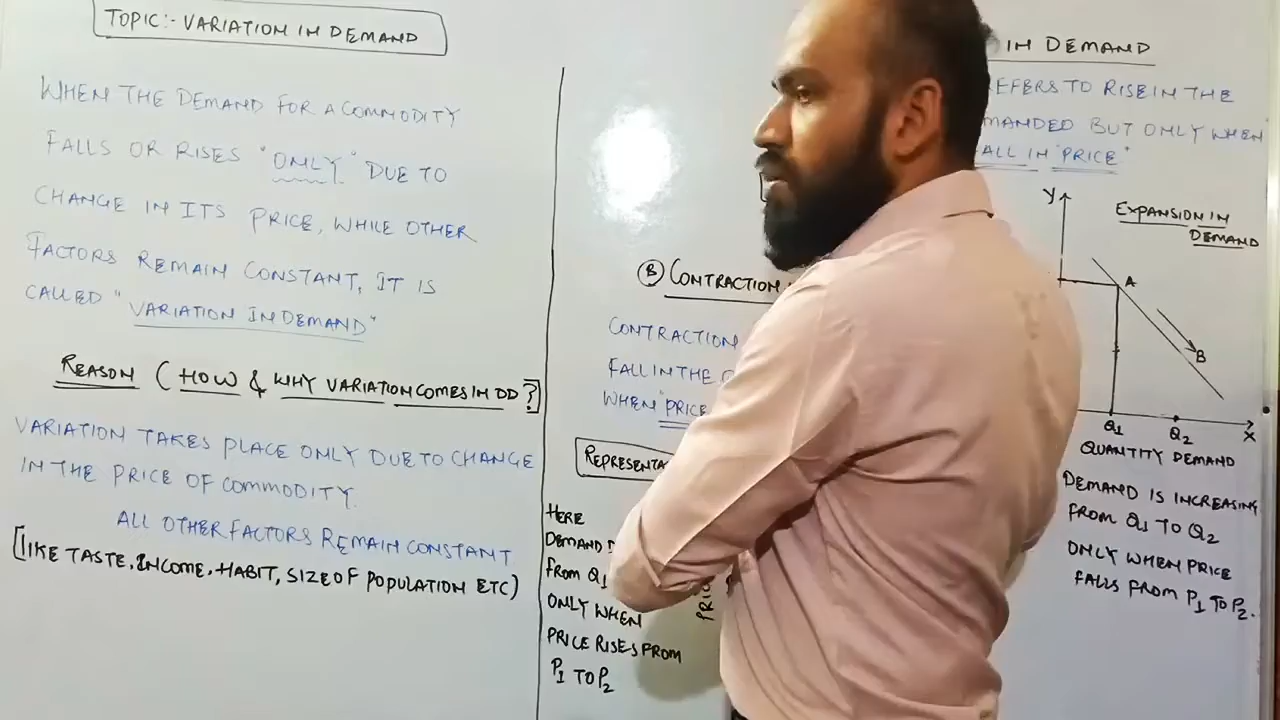 TOPIC:- VARIATION IN DEMAND
WHEN THE DEMAND FOR A COMMODITY
FALLS OR RISES "ONLY" DUE TO
CHANGE IN ITS PRICE, WHILE OTHER
FACTORS REMAIN CONSTANT, IT IS
CALLED "VARIATION IN DEMAND"
REASON (HOW & WHY VARIATION COMES IN DD?
VARIATION TAKES PLACE ONLY DUE TO CHANGE
IN THE PRICE OF COMMODITY.
ALL OTHER FACTORS REMAIN CONSTANT
[LIKE TASTE, INCOME, HABIT, SIZE OF POPULATION ETC)
B CONTRACTION
CONTRACTION
FALL IN THE
WHEN "PRICE
HERE
DEMAND
FROM Q1
ONLY WHEN
PRICE RISES FROM
P1 TO P2
IN DEMAND
REFERS TO RISE IN THE
BUT ONLY WHEN
IN "PRICE"
Y
EXPANSION IN
DEMAND
A
B
Q1
Q2
X
QUANTITY DEMAND
DEMAND IS INCREASING
FROM Q1 TO Q2
ONLY WHEN PRICE
FALLS FROM P1 TO P2.